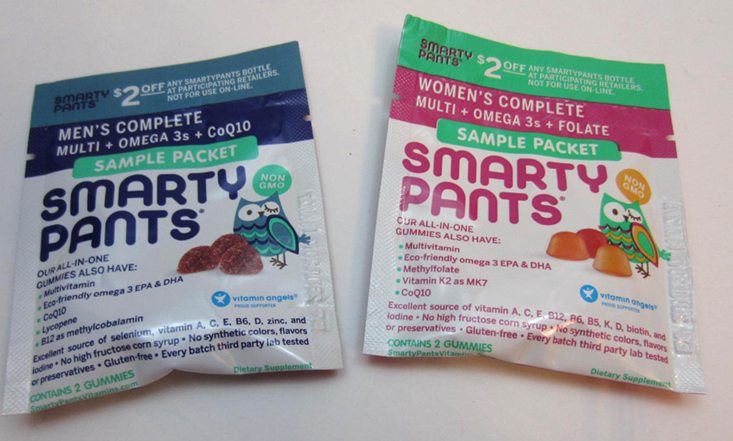 SMARTY
PANTS
$2 OFF ANY SMARTYPANTS BOTTLE
AT PARTICIPATING RETAILERS.
NOT FOR USE ON-LINE.
MEN'S COMPLETE
MULTI + OMEGA 3s + CoQ10
SAMPLE PACKET
SMARTY
PANTS®
NON
GMO
OUR ALL-IN-ONE
GUMMIES ALSO HAVE:
• Multivitamin
• Eco-friendly omega 3 EPA & DHA
• CoQ10
• Lycopene
• B12 as methylcobalamin
vitamin angels®
PROUD SUPPORTER
Excellent source of selenium, vitamin A, C, E, B6, D, zinc, and
iodine • No high fructose corn syrup • No synthetic colors, flavors
or preservatives • Gluten-free • Every batch third party lab tested
CONTAINS 2 GUMMIES
SmartyPantsVitamins.com
Dietary Supplement
SMARTY
PANTS
$2 OFF ANY SMARTYPANTS BOTTLE
AT PARTICIPATING RETAILERS.
NOT FOR USE ON-LINE.
WOMEN'S COMPLETE
MULTI + OMEGA 3s + FOLATE
SAMPLE PACKET
SMARTY
PANTS®
NON
GMO
OUR ALL-IN-ONE
GUMMIES ALSO HAVE:
• Multivitamin
• Eco-friendly omega 3 EPA & DHA
• Methylfolate
• Vitamin K2 as MK7
• CoQ10
vitamin angels®
PROUD SUPPORTER
Excellent source of vitamin A, C, E, B12, B6, B5, K, D, biotin, and
iodine • No high fructose corn syrup • No synthetic colors, flavors
or preservatives • Gluten-free • Every batch third party lab tested
CONTAINS 2 GUMMIES
SmartyPantsVitamins.com
Dietary Supplement